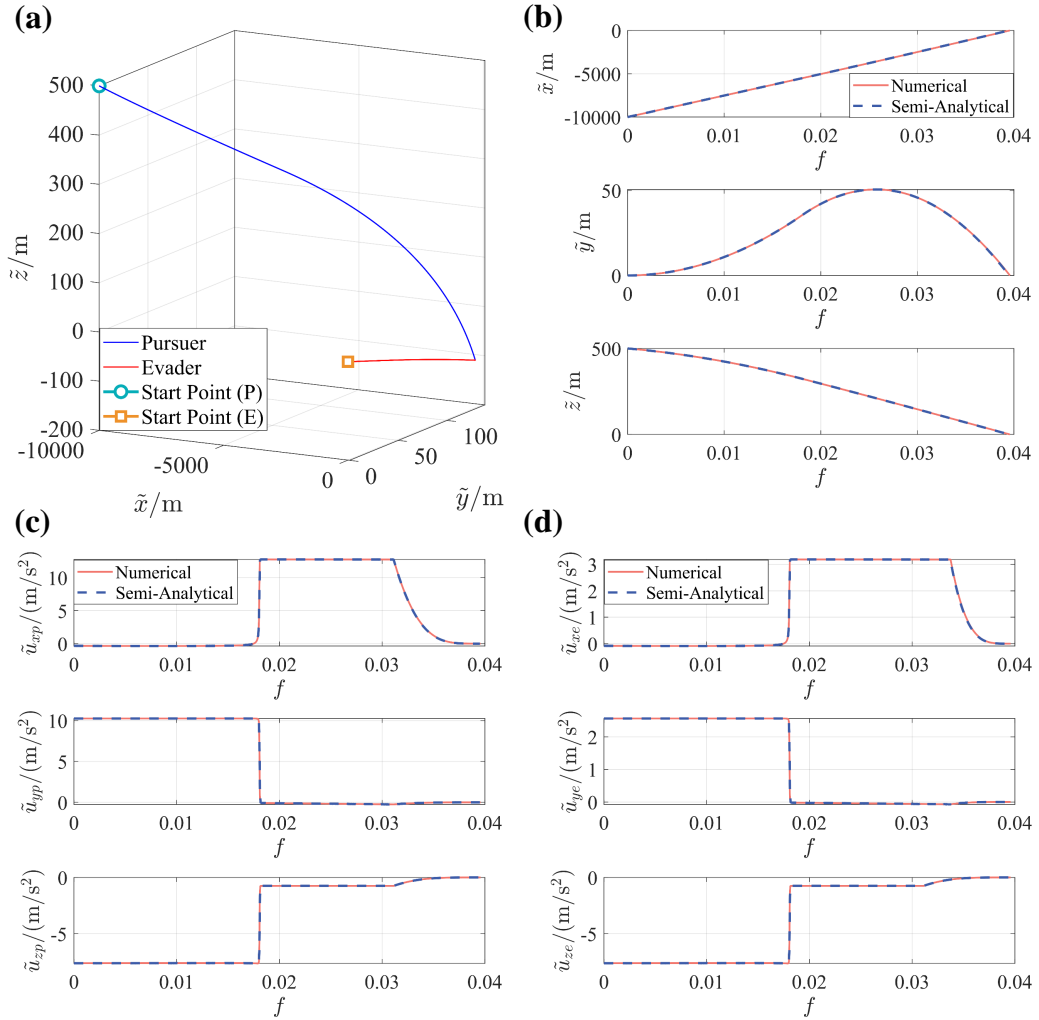 (a)
500
400
300
200
100
0
-100
-200
z̃/m
Pursuer
Evader
Start Point (P)
Start Point (E)
-10000
-5000
0
x̃/m
0
50
100
ỹ/m
(b)
0
-5000
-10000
x̃/m
Numerical
Semi-Analytical
0 0.01 0.02 0.03 0.04
f
50
0
ỹ/m
0 0.01 0.02 0.03 0.04
f
500
0
z̃/m
0 0.01 0.02 0.03 0.04
f
(c)
10
5
0
ũxp/(m/s²)
Numerical
Semi-Analytical
0 0.01 0.02 0.03 0.04
f
10
5
0
ũyp/(m/s²)
0 0.01 0.02 0.03 0.04
f
0
-5
ũzp/(m/s²)
0 0.01 0.02 0.03 0.04
f
(d)
3
2
1
0
ũxe/(m/s²)
Numerical
Semi-Analytical
0 0.01 0.02 0.03 0.04
f
2
1
0
ũye/(m/s²)
0 0.01 0.02 0.03 0.04
f
0
-5
ũze/(m/s²)
0 0.01 0.02 0.03 0.04
f